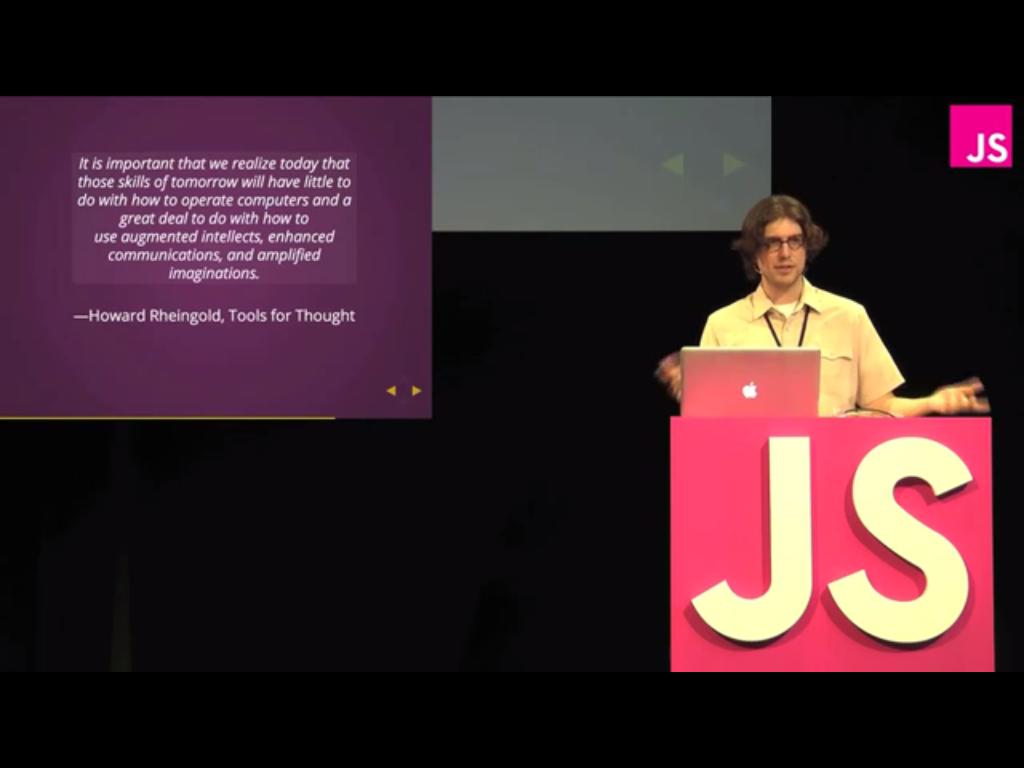 It is important that we realize today that
those skills of tomorrow will have little to
do with how to operate computers and a
great deal to do with how to
use augmented intellects, enhanced
communications, and amplified
imaginations.
—Howard Rheingold, Tools for Thought
JS
JS